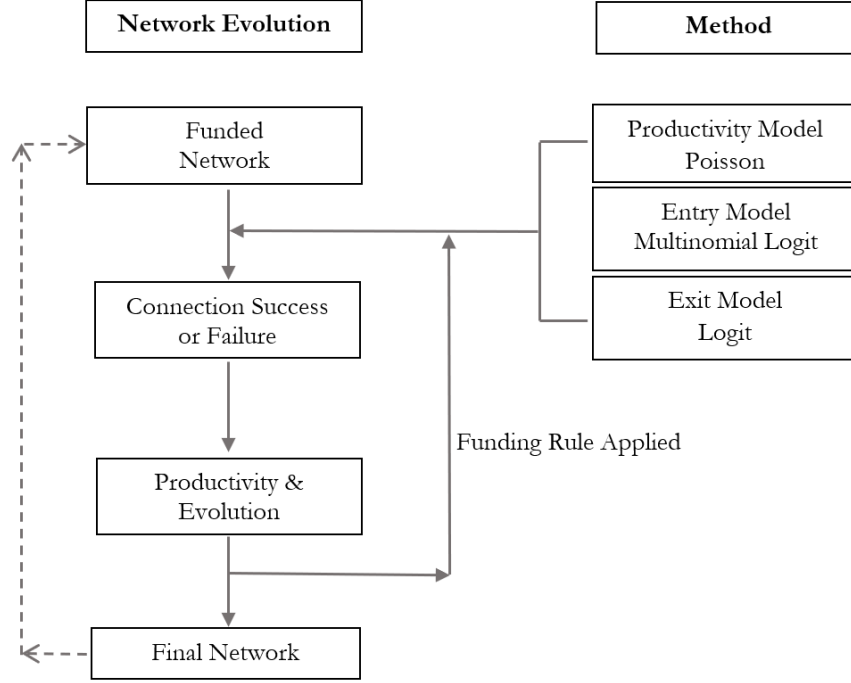 Network Evolution
Method
Funded
Network
Productivity Model
Poisson
Entry Model
Multinomial Logit
Connection Success
or Failure
Exit Model
Logit
Funding Rule Applied
Productivity &
Evolution
Final Network